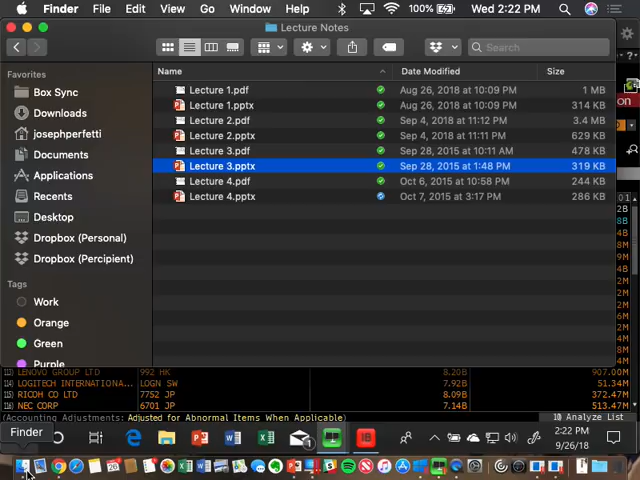 Finder File Edit View Go Window Help 100% Wed 2:22 PM
Lecture Notes
Search
Favorites
Box Sync
Downloads
josephperfetti
Documents
Applications
Recents
Desktop
Dropbox (Personal)
Dropbox (Percipient)
Tags
Work
Orange
Green
Purple
Name Date Modified Size
Lecture 1.pdf Aug 26, 2018 at 10:09 PM 1 MB
Lecture 1.pptx Aug 26, 2018 at 10:09 PM 314 KB
Lecture 2.pdf Sep 4, 2018 at 11:12 PM 3.4 MB
Lecture 2.pptx Sep 4, 2018 at 11:11 PM 629 KB
Lecture 3.pdf Sep 28, 2015 at 10:11 AM 478 KB
Lecture 3.pptx Sep 28, 2015 at 1:48 PM 319 KB
Lecture 4.pdf Oct 6, 2015 at 10:58 PM 244 KB
Lecture 4.pptx Oct 7, 2015 at 3:17 PM 286 KB
LENOVO GROUP LTD 992 HK 8.20B 907.00M
114) LOGITECH INTERNATIONA... LOGN SW 7.92B 51.34M
115) RICOH CO LTD 7752 JP 8.09B 372.47M
116) NEC CORP 6701 JP 7.14B 513.47M
(Accounting Adjustments: Adjusted for Abnormal Items When Applicable) 10 Analyze List
Finder
2:22 PM
9/26/18